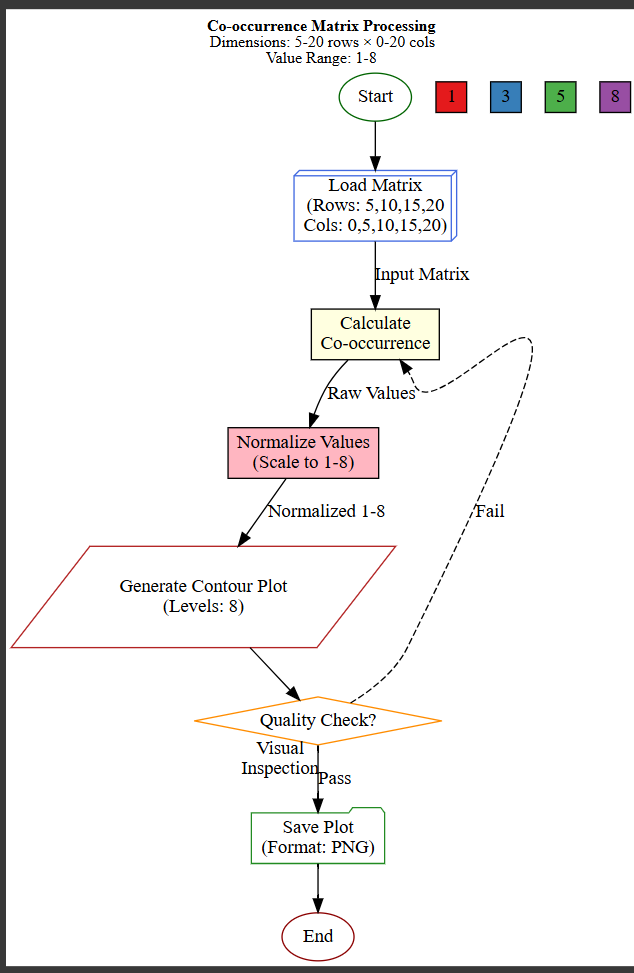 Co-occurrence Matrix Processing
Dimensions: 5-20 rows × 0-20 cols
Value Range: 1-8
Start
1
3
5
8
Load Matrix
(Rows: 5,10,15,20
Cols: 0,5,10,15,20)
Input Matrix
Calculate
Co-occurrence
Raw Values
Normalize Values
(Scale to 1-8)
Normalized 1-8
Fail
Generate Contour Plot
(Levels: 8)
Quality Check?
Visual
Inspection
Pass
Save Plot
(Format: PNG)
End